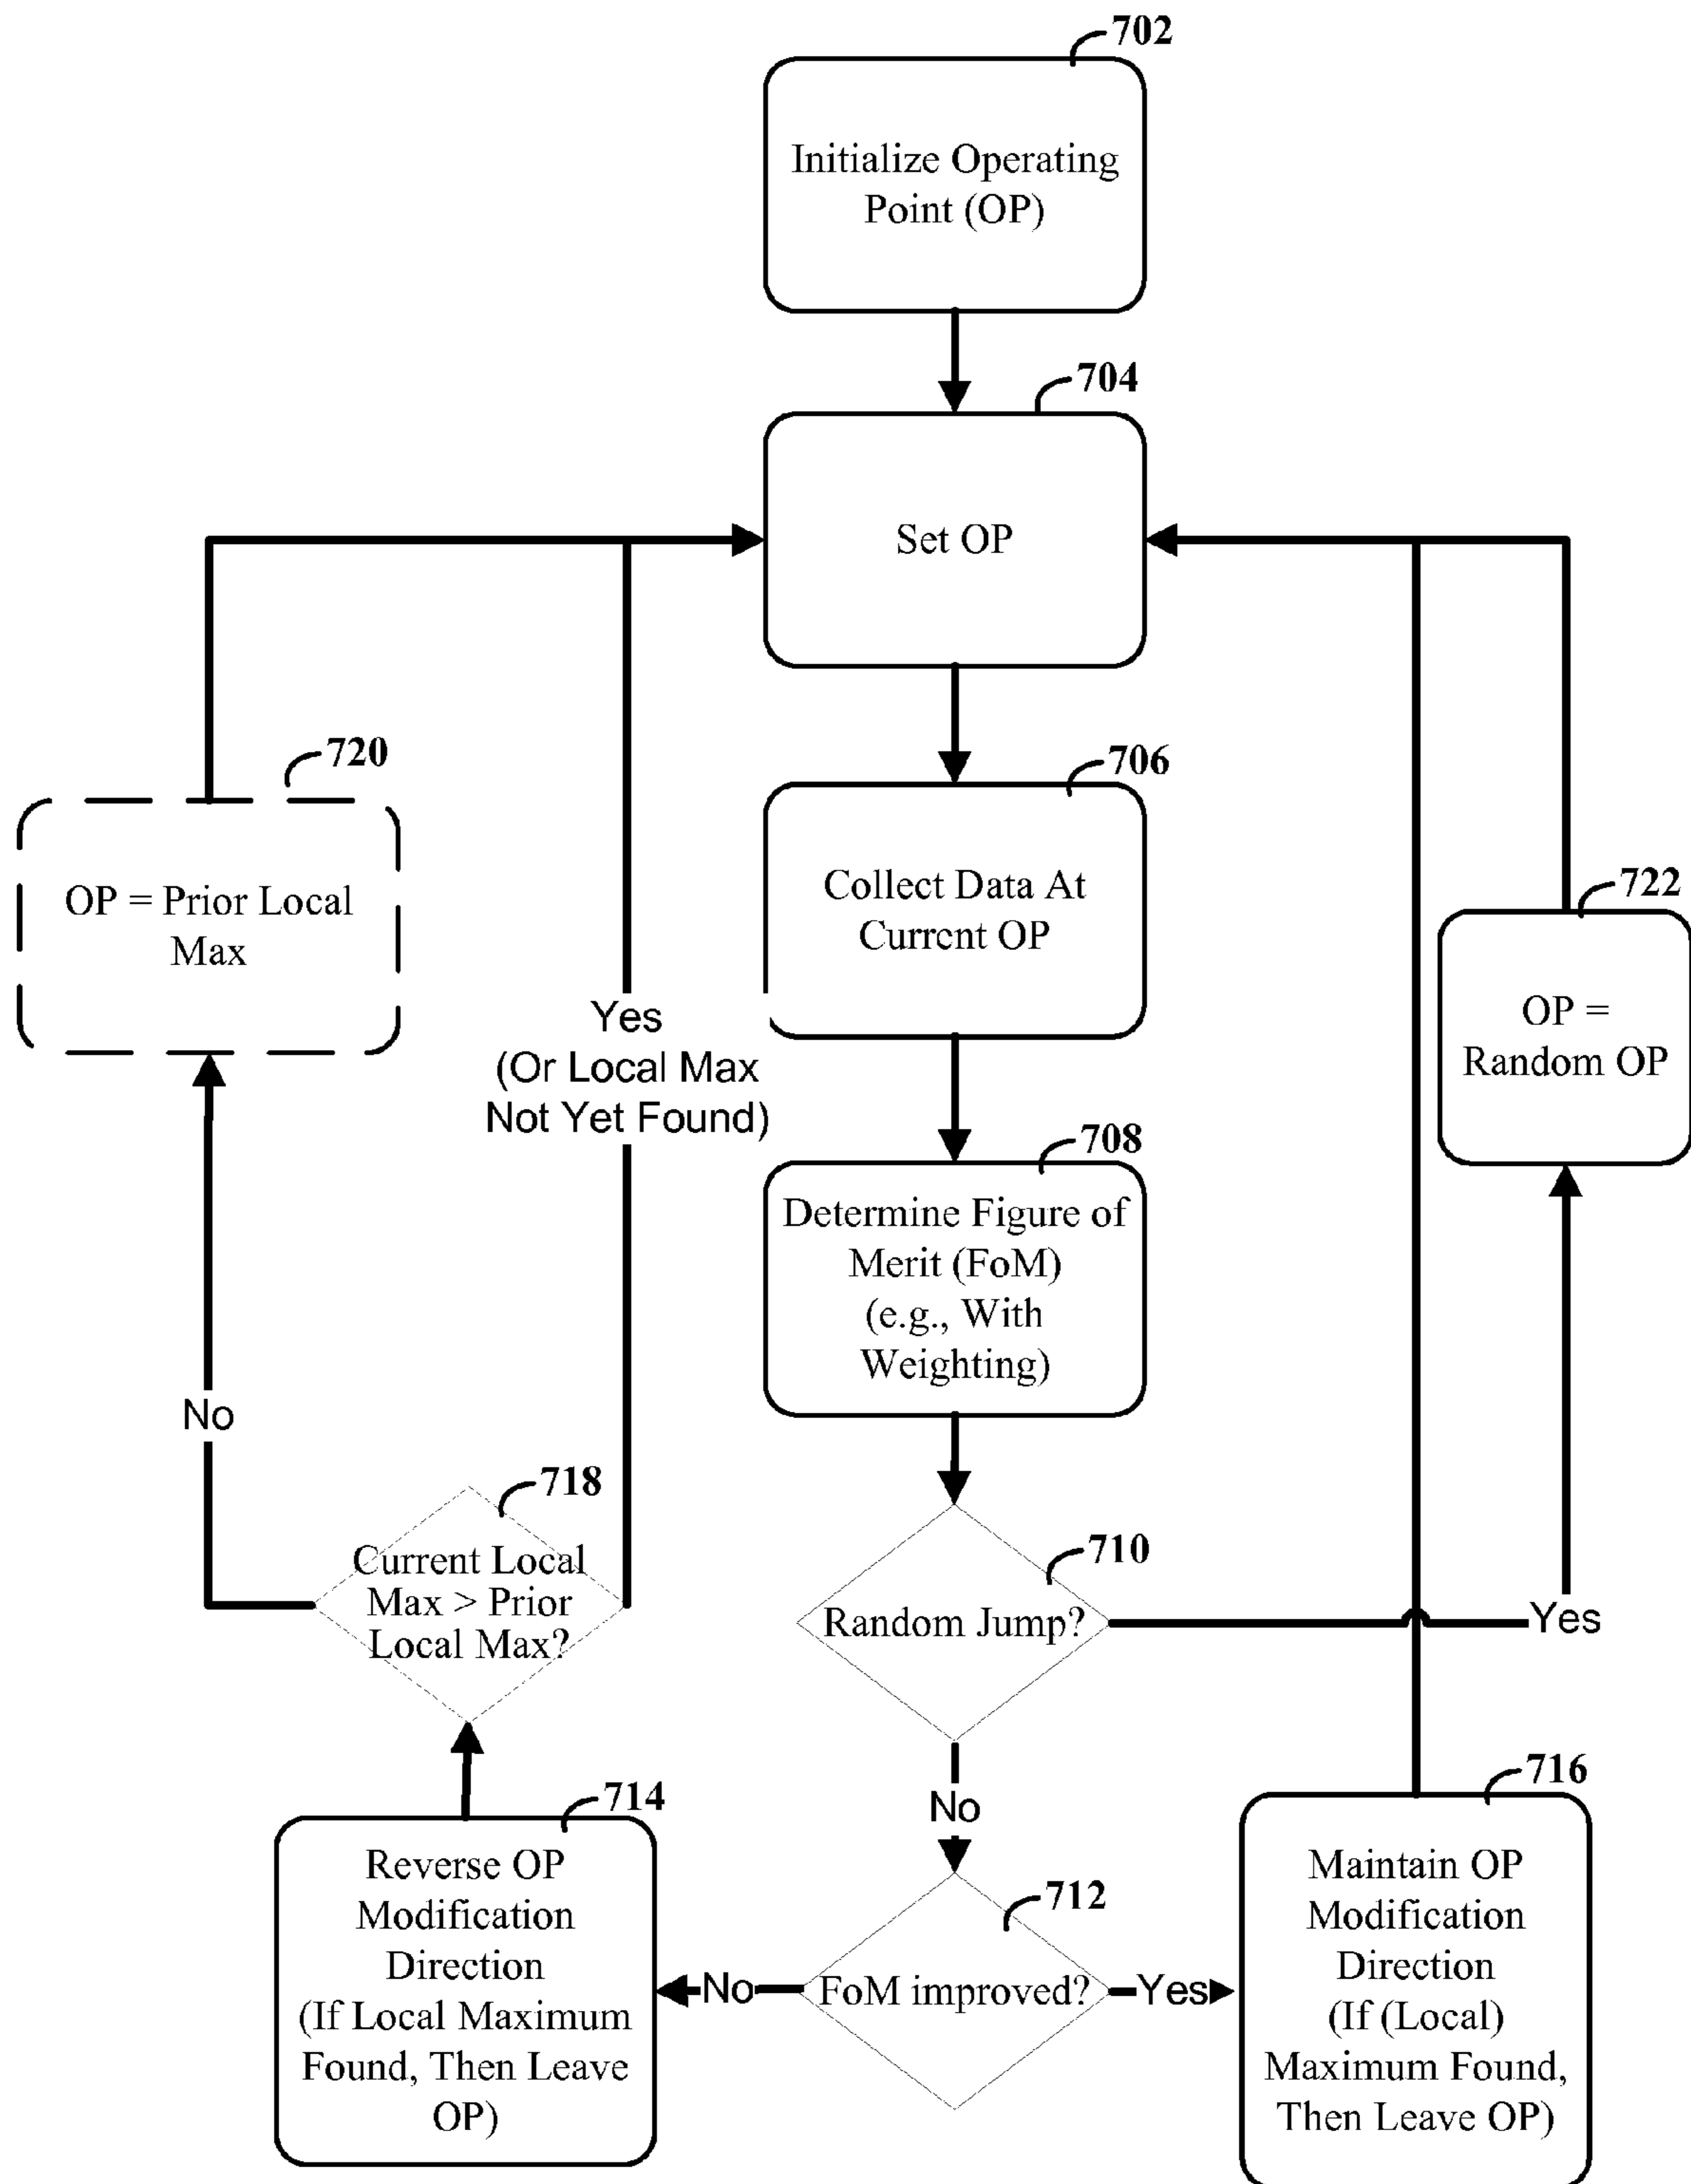 702
Initialize Operating
Point (OP)
704
Set OP
706
Collect Data At
Current OP
720
OP = Prior Local
Max
722
OP =
Random OP
Yes
(Or Local Max
Not Yet Found)
708
Determine Figure of
Merit (FoM)
(e.g., With
Weighting)
No
718
Current Local
Max > Prior
Local Max?
710
Random Jump?
Yes
No
714
Reverse OP
Modification
Direction
(If Local Maximum
Found, Then Leave
OP)
712
No
FoM improved?
Yes
716
Maintain OP
Modification
Direction
(If (Local)
Maximum Found,
Then Leave OP)